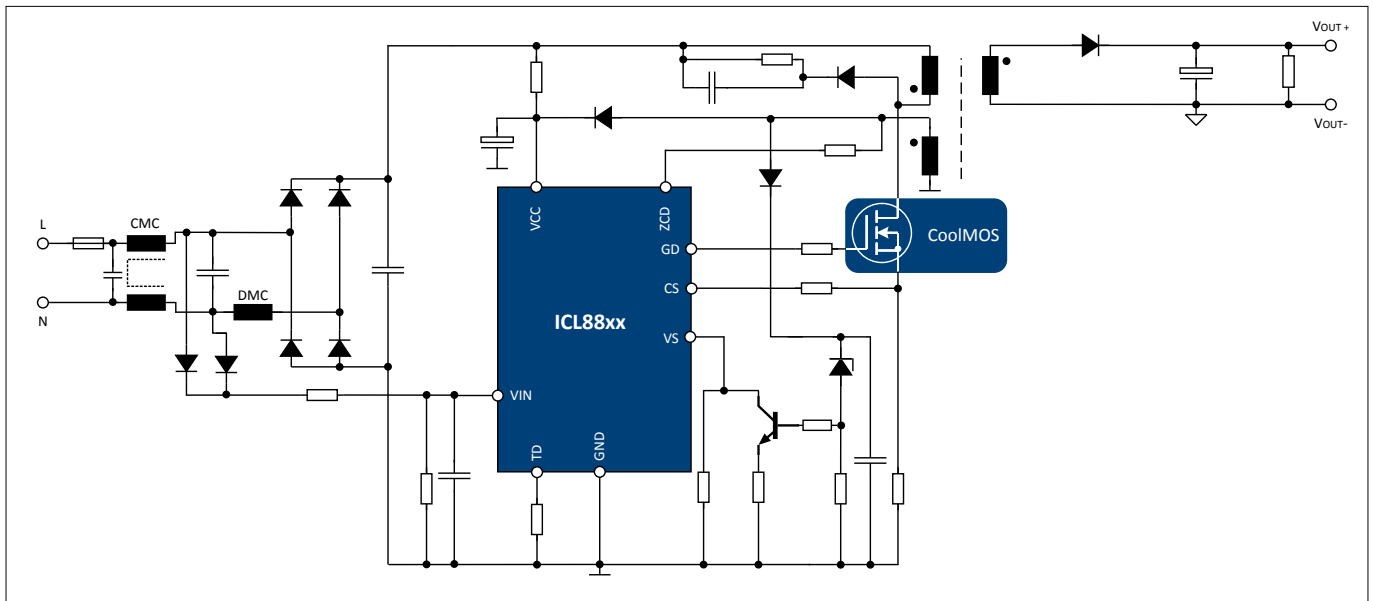 VOUT+
VOUT-
L
CMC
N
DMC
VCC
ZCD
GD
CoolMOS
CS
ICL88xx
VS
VIN
TD
GND